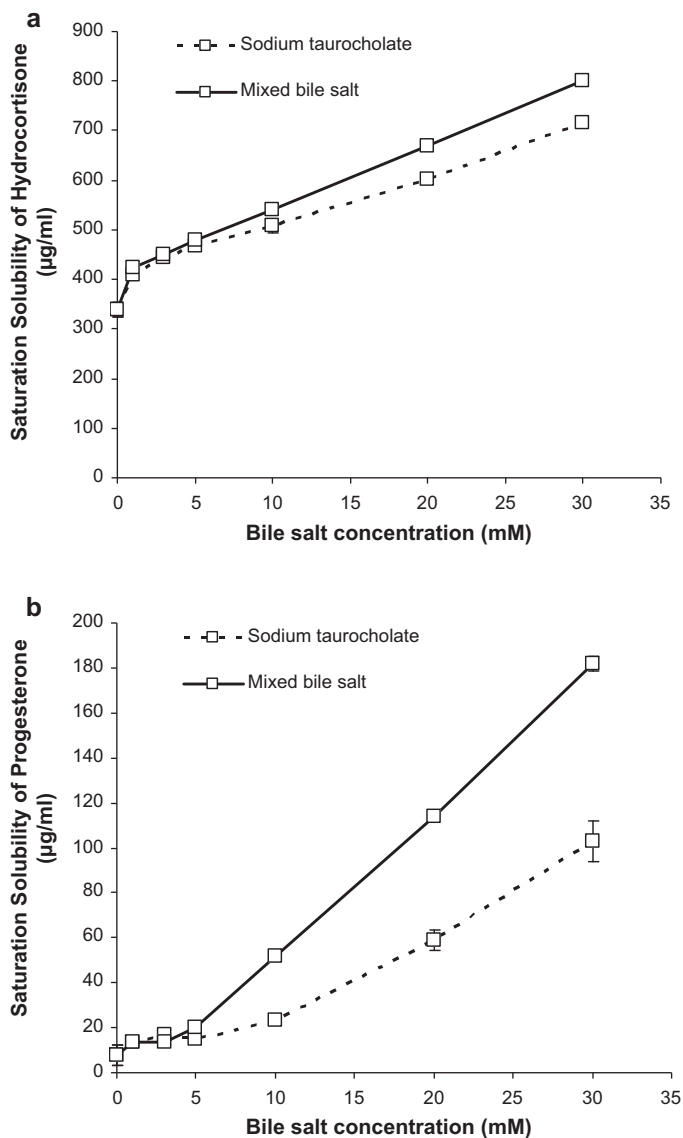 a
900
800
700
600
500
400
300
200
100
0
Saturation Solubility of Hydrocortisone
(µg/ml)
Sodium taurocholate
Mixed bile salt
0 5 10 15 20 25 30 35
Bile salt concentration (mM)
b
200
180
160
140
120
100
80
60
40
20
0
Saturation Solubility of Progesterone
(µg/ml)
Sodium taurocholate
Mixed bile salt
0 5 10 15 20 25 30 35
Bile salt concentration (mM)